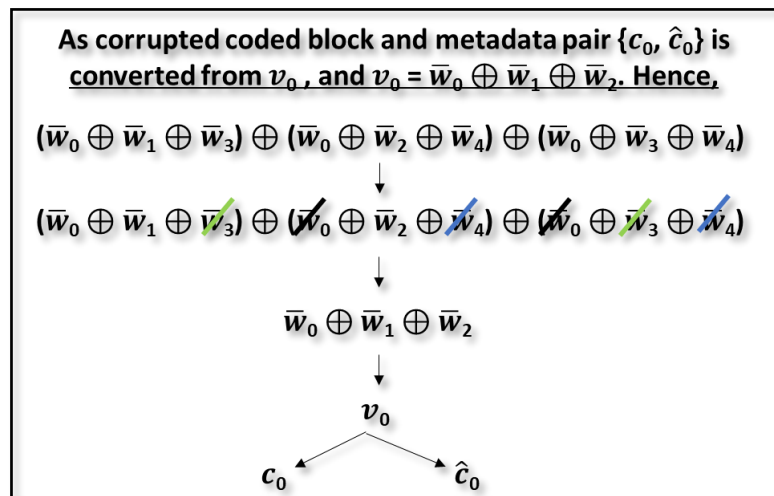 As corrupted coded block and metadata pair {c₀, ĉ₀} is
converted from v₀ , and v₀ = w̅₀ ⊕ w̅₁ ⊕ w̅₂. Hence,
(w̅₀ ⊕ w̅₁ ⊕ w̅₃) ⊕ (w̅₀ ⊕ w̅₂ ⊕ w̅₄) ⊕ (w̅₀ ⊕ w̅₃ ⊕ w̅₄)
(w̅₀ ⊕ w̅₁ ⊕ w̅₃) ⊕ (w̅₀ ⊕ w̅₂ ⊕ w̅₄) ⊕ (w̅₀ ⊕ w̅₃ ⊕ w̅₄)
w̅₀ ⊕ w̅₁ ⊕ w̅₂
v₀
c₀ ĉ₀